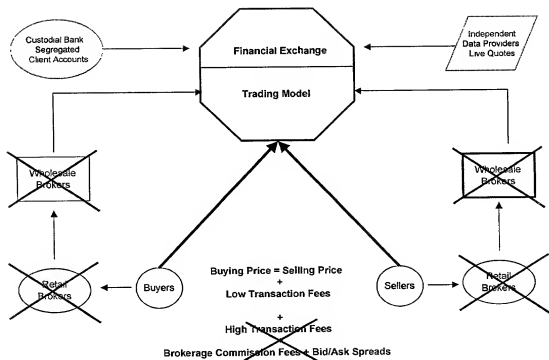 Custodial Bank
Segregated
Client Accounts
Financial Exchange
Trading Model
Independent
Data Providers
Live Quotes
Wholesale
Brokers
Wholesale
Brokers
Retail
Brokers
Buyers
Buying Price = Selling Price
+
Low Transaction Fees
+
High Transaction Fees
+
Brokerage Commission Fees + Bid/Ask Spreads
Sellers
Retail
Brokers